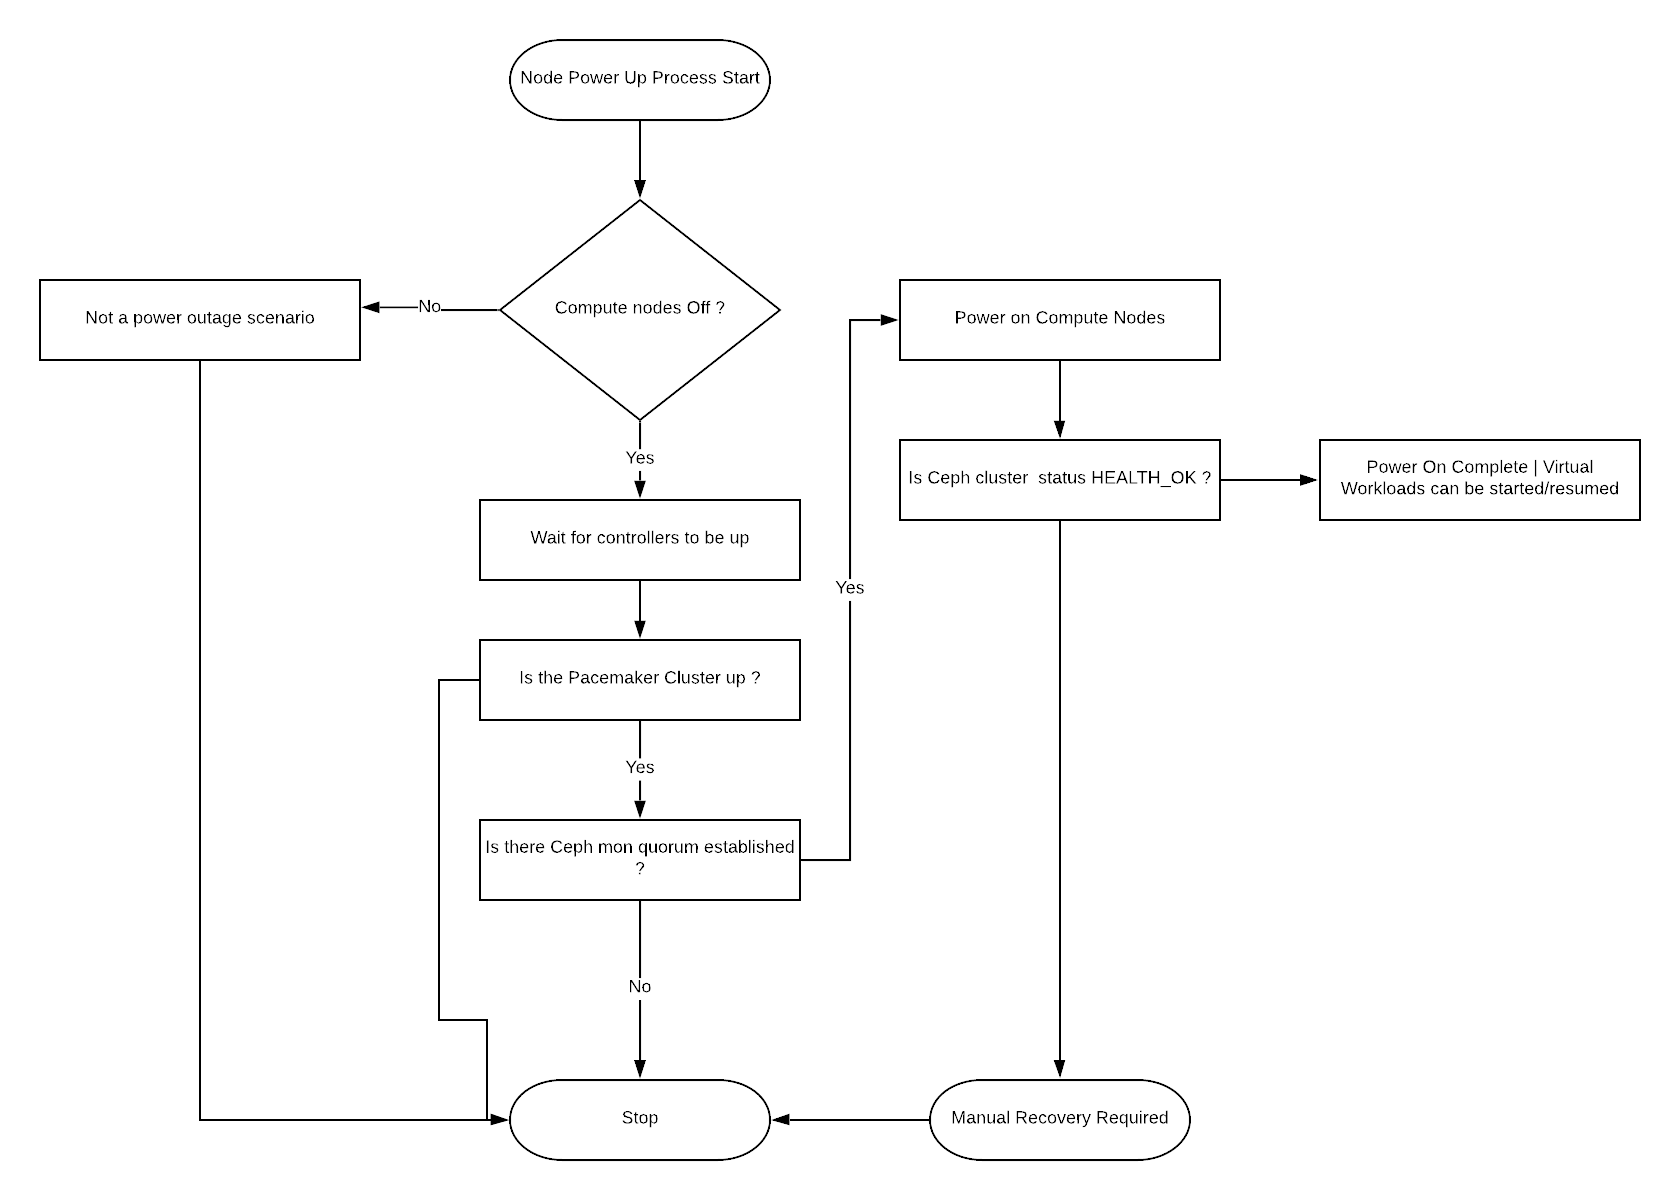 Node Power Up Process Start
Compute nodes Off ?
No
Not a power outage scenario
Yes
Wait for controllers to be up
Is the Pacemaker Cluster up ?
Yes
Is there Ceph mon quorum established
?
No
Stop
Yes
Power on Compute Nodes
Is Ceph cluster  status HEALTH_OK ?
Power On Complete | Virtual
Workloads can be started/resumed
Manual Recovery Required